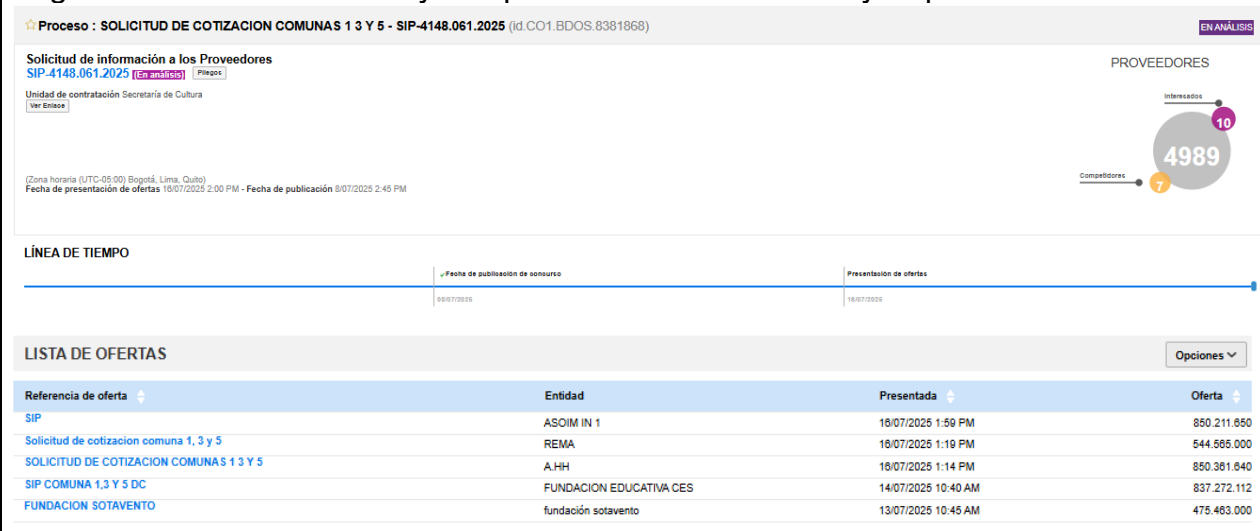 Proceso : SOLICITUD DE COTIZACION COMUNAS 1 3 Y 5 - SIP-4148.061.2025 (id.CO1.BDOS.8381868)
EN ANÁLISIS
Solicitud de información a los Proveedores
SIP-4148.061.2025 (En análisis) Pliegos
Unidad de contratación Secretaría de Cultura
Ver Enlace
(Zona horaria (UTC-05:00) Bogotá, Lima, Quito)
Fecha de presentación de ofertas 16/07/2025 2:00 PM - Fecha de publicación 8/07/2025 2:45 PM
PROVEEDORES
Interesados
10
4989
Competidores
7
LÍNEA DE TIEMPO
Fecha de publicación de concurso
Presentación de ofertas
08/07/2025
16/07/2025
LISTA DE OFERTAS
Opciones
Referencia de oferta Entidad Presentada Oferta
SIP ASOIM IN 1 16/07/2025 1:59 PM 850.211.650
Solicitud de cotizacion comuna 1, 3 y 5 REMA 16/07/2025 1:19 PM 544.565.000
SOLICITUD DE COTIZACION COMUNAS 1 3 Y 5 A.HH 16/07/2025 1:14 PM 850.361.640
SIP COMUNA 1,3 Y 5 DC FUNDACION EDUCATIVA CES 14/07/2025 10:40 AM 837.272.112
FUNDACION SOTAVENTO fundación sotavento 13/07/2025 10:45 AM 475.463.000